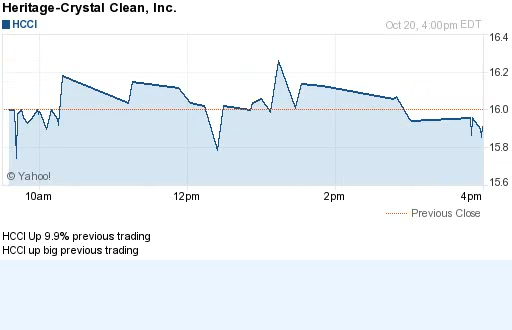 Heritage-Crystal Clean, Inc.
HCCI
Oct 20, 4:00pm EDT
16.4
16.2
16.0
15.8
15.6
© Yahoo!
10am
12pm
2pm
4pm
Previous Close
HCCI Up 9.9% previous trading
HCCI up big previous trading